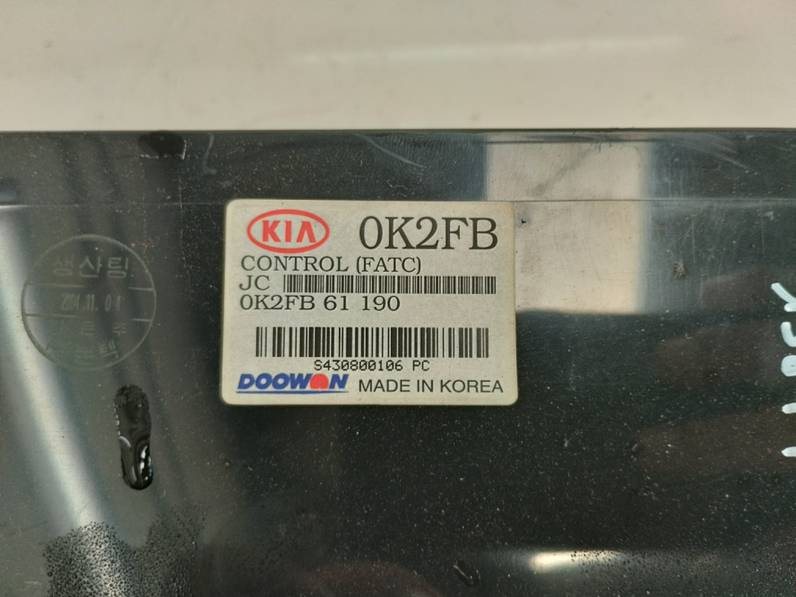 KIA 0K2FB
CONTROL (FATC)
JC
0K2FB 61 190
S430800106 PC
DOOWON MADE IN KOREA
생산팀